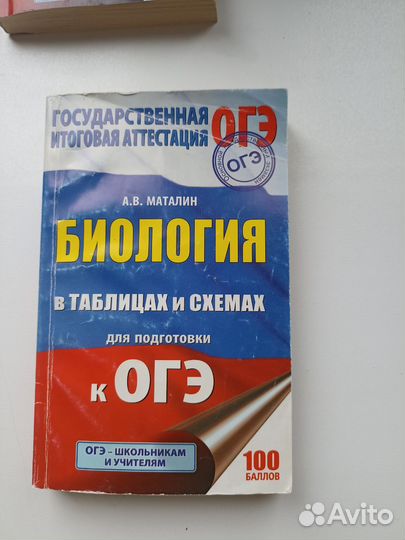 ГОСУДАРСТВЕННАЯ
ИТОГОВАЯ АТТЕСТАЦИЯ
ОГЭ
ОГЭ
А.В. МАТАЛИН
БИОЛОГИЯ
в ТАБЛИЦАХ и СХЕМАХ
для подготовки
к ОГЭ
ОГЭ – ШКОЛЬНИКАМ
И УЧИТЕЛЯМ
100
БАЛЛОВ
Avito